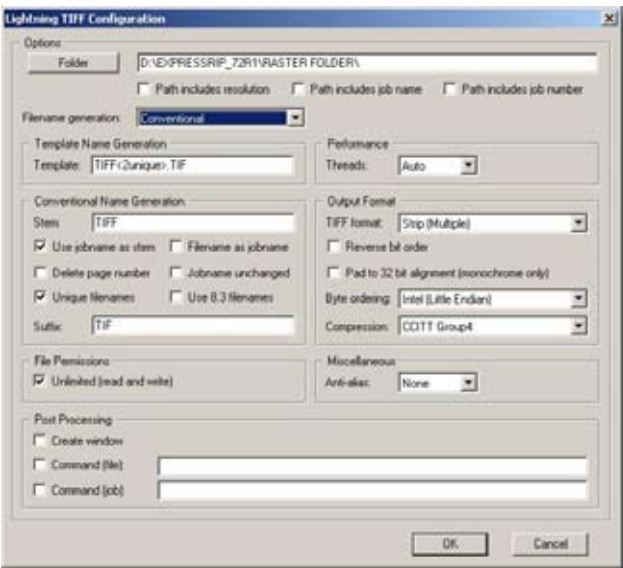 Lightning TIFF Configuration
Options
Folder
D:\EXPRESSRIP_72R1\RASTER FOLDER\
Path includes resolution Path includes job name Path includes job number
Filename generation: Conventional
Template Name Generation
Template: TIFF<2unique>.TIF
Performance
Threads: Auto
Conventional Name Generation
Stem: TIFF
Use jobname as stem Filename as jobname
Delete page number Jobname unchanged
Unique filenames Use 8.3 filenames
Suffix: TIF
Output Format
TIFF format: Strip (Multiple)
Reverse bit order
Pad to 32 bit alignment (monochrome only)
Byte ordering: Intel (Little Endian)
Compression: CCITT Group4
File Permissions
Unlimited (read and write)
Miscellaneous
Anti-alias: None
Post Processing
Create window
Command (file):
Command (job):
OK Cancel